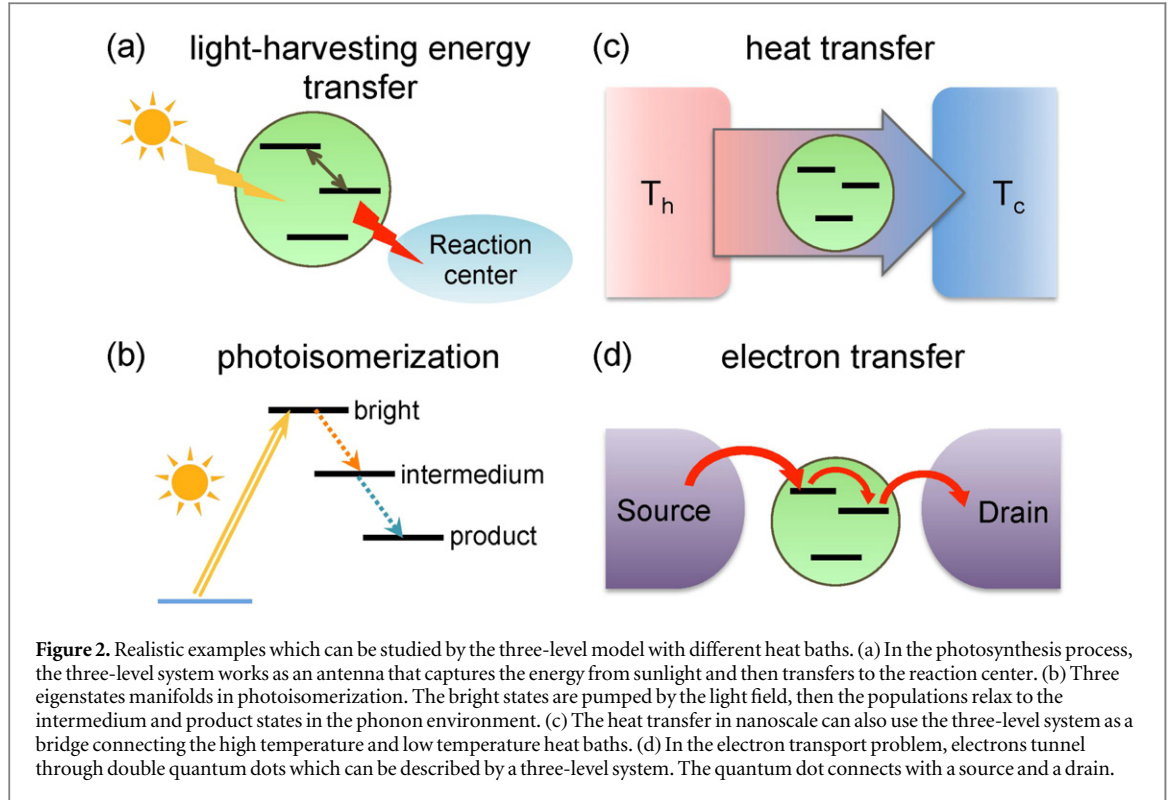 (a) light-harvesting energy
transfer
Reaction
center
(b) photoisomerization
bright
intermedium
product
(c) heat transfer
Th
Tc
(d) electron transfer
Source
Drain
Figure 2. Realistic examples which can be studied by the three-level model with different heat baths. (a) In the photosynthesis process,
the three-level system works as an antenna that captures the energy from sunlight and then transfers to the reaction center. (b) Three
eigenstates manifolds in photoisomerization. The bright states are pumped by the light field, then the populations relax to the
intermedium and product states in the phonon environment. (c) The heat transfer in nanoscale can also use the three-level system as a
bridge connecting the high temperature and low temperature heat baths. (d) In the electron transport problem, electrons tunnel
through double quantum dots which can be described by a three-level system. The quantum dot connects with a source and a drain.